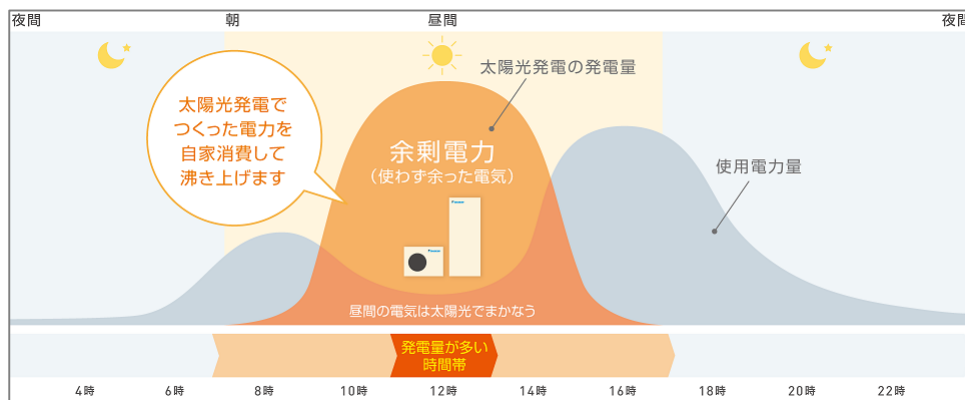 夜間 朝 昼間 夜間
太陽光発電の発電量
太陽光発電で
つくった電力を
自家消費して
沸き上げます
余剰電力
(使わず余った電気)
使用電力量
昼間の電気は太陽光でまかなう
発電量が多い
時間帯
4時 6時 8時 10時 12時 14時 16時 18時 20時 22時